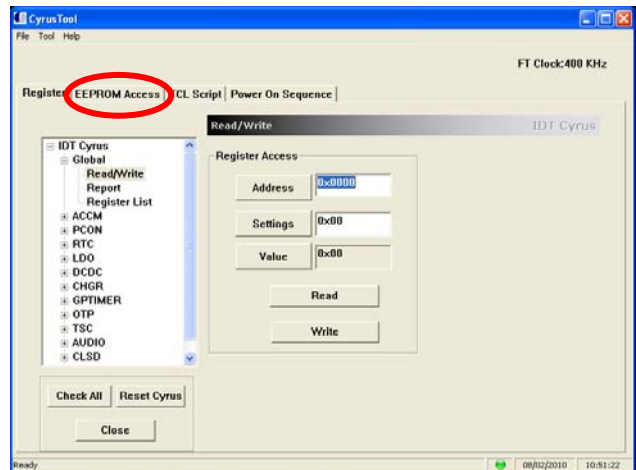 CyrusTool
File Tool Help
FT Clock:400 KHz
Register EEPROM Access TCL Script Power On Sequence
Read/Write IDT Cyrus
IDT Cyrus
Global
Read/Write
Report
Register List
ACCM
PCON
RTC
LDO
DCDC
CHGR
GPTIMER
OTP
TSC
AUDIO
CLSD
Register Access
Address 0x0000
Settings 0x00
Value 0x00
Read
Write
Check All Reset Cyrus
Close
Ready 08/02/2010 10:51:22